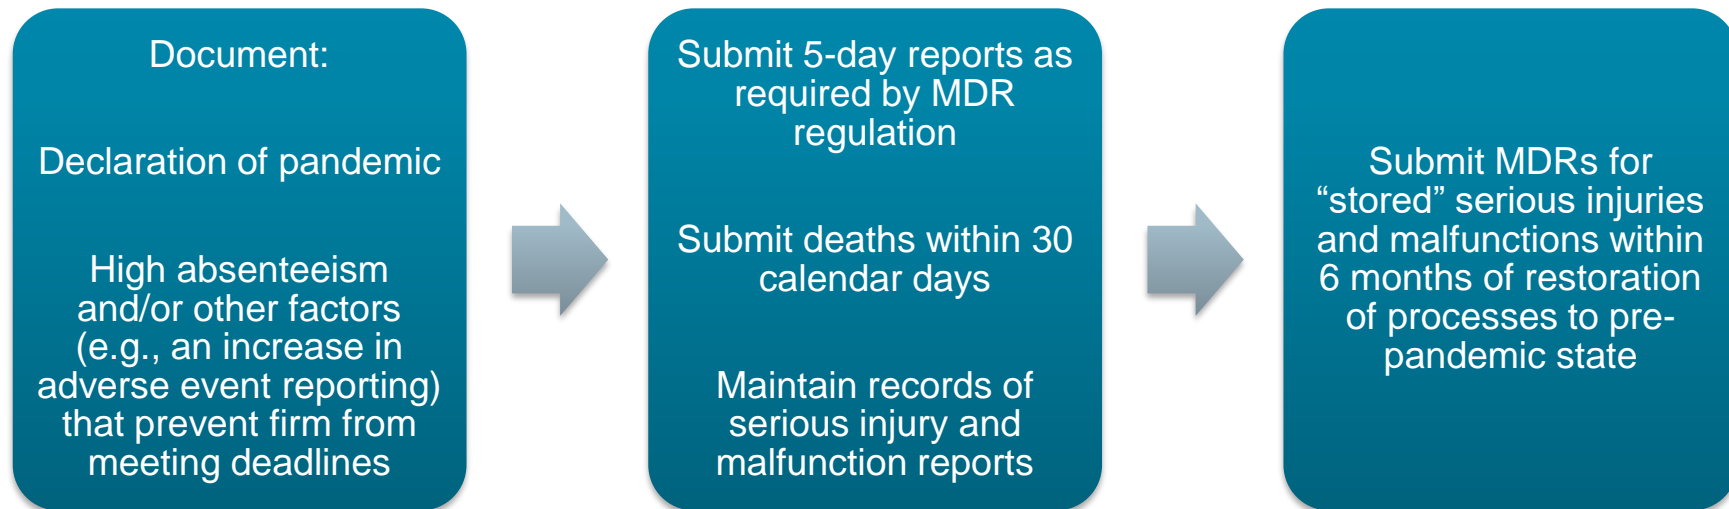 Document:
Declaration of pandemic
High absenteeism
and/or other factors
(e.g., an increase in
adverse event reporting)
that prevent firm from
meeting deadlines
Submit 5-day reports as
required by MDR
regulation
Submit deaths within 30
calendar days
Maintain records of
serious injury and
malfunction reports
Submit MDRs for
“stored” serious injuries
and malfunctions within
6 months of restoration
of processes to pre-
pandemic state